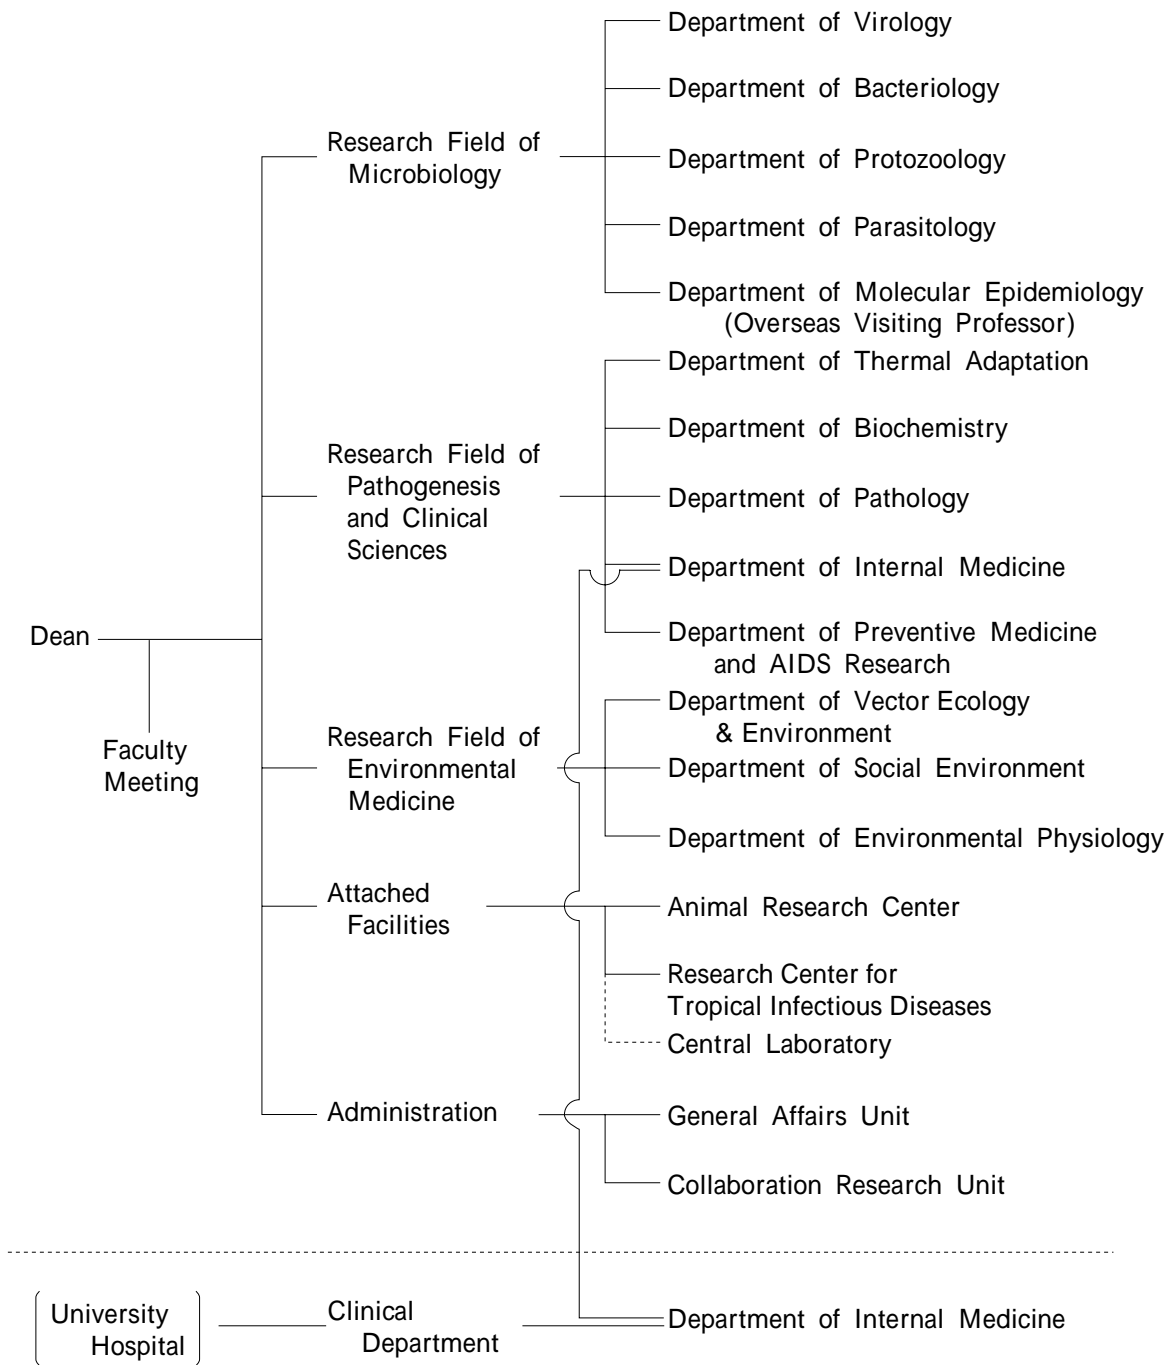 Department of Virology
Department of Bacteriology
Research Field of
Microbiology
Department of Protozoology
Department of Parasitology
Department of Molecular Epidemiology
(Overseas Visiting Professor)
Department of Thermal Adaptation
Department of Biochemistry
Research Field of
Pathogenesis
and Clinical
Sciences
Department of Pathology
Department of Internal Medicine
Dean
Department of Preventive Medicine
and AIDS Research
Faculty
Meeting
Department of Vector Ecology
& Environment
Research Field of
Environmental
Medicine
Department of Social Environment
Department of Environmental Physiology
Attached
Facilities
Animal Research Center
Research Center for
Tropical Infectious Diseases
Central Laboratory
Administration
General Affairs Unit
Collaboration Research Unit
University
Hospital
Clinical
Department
Department of Internal Medicine